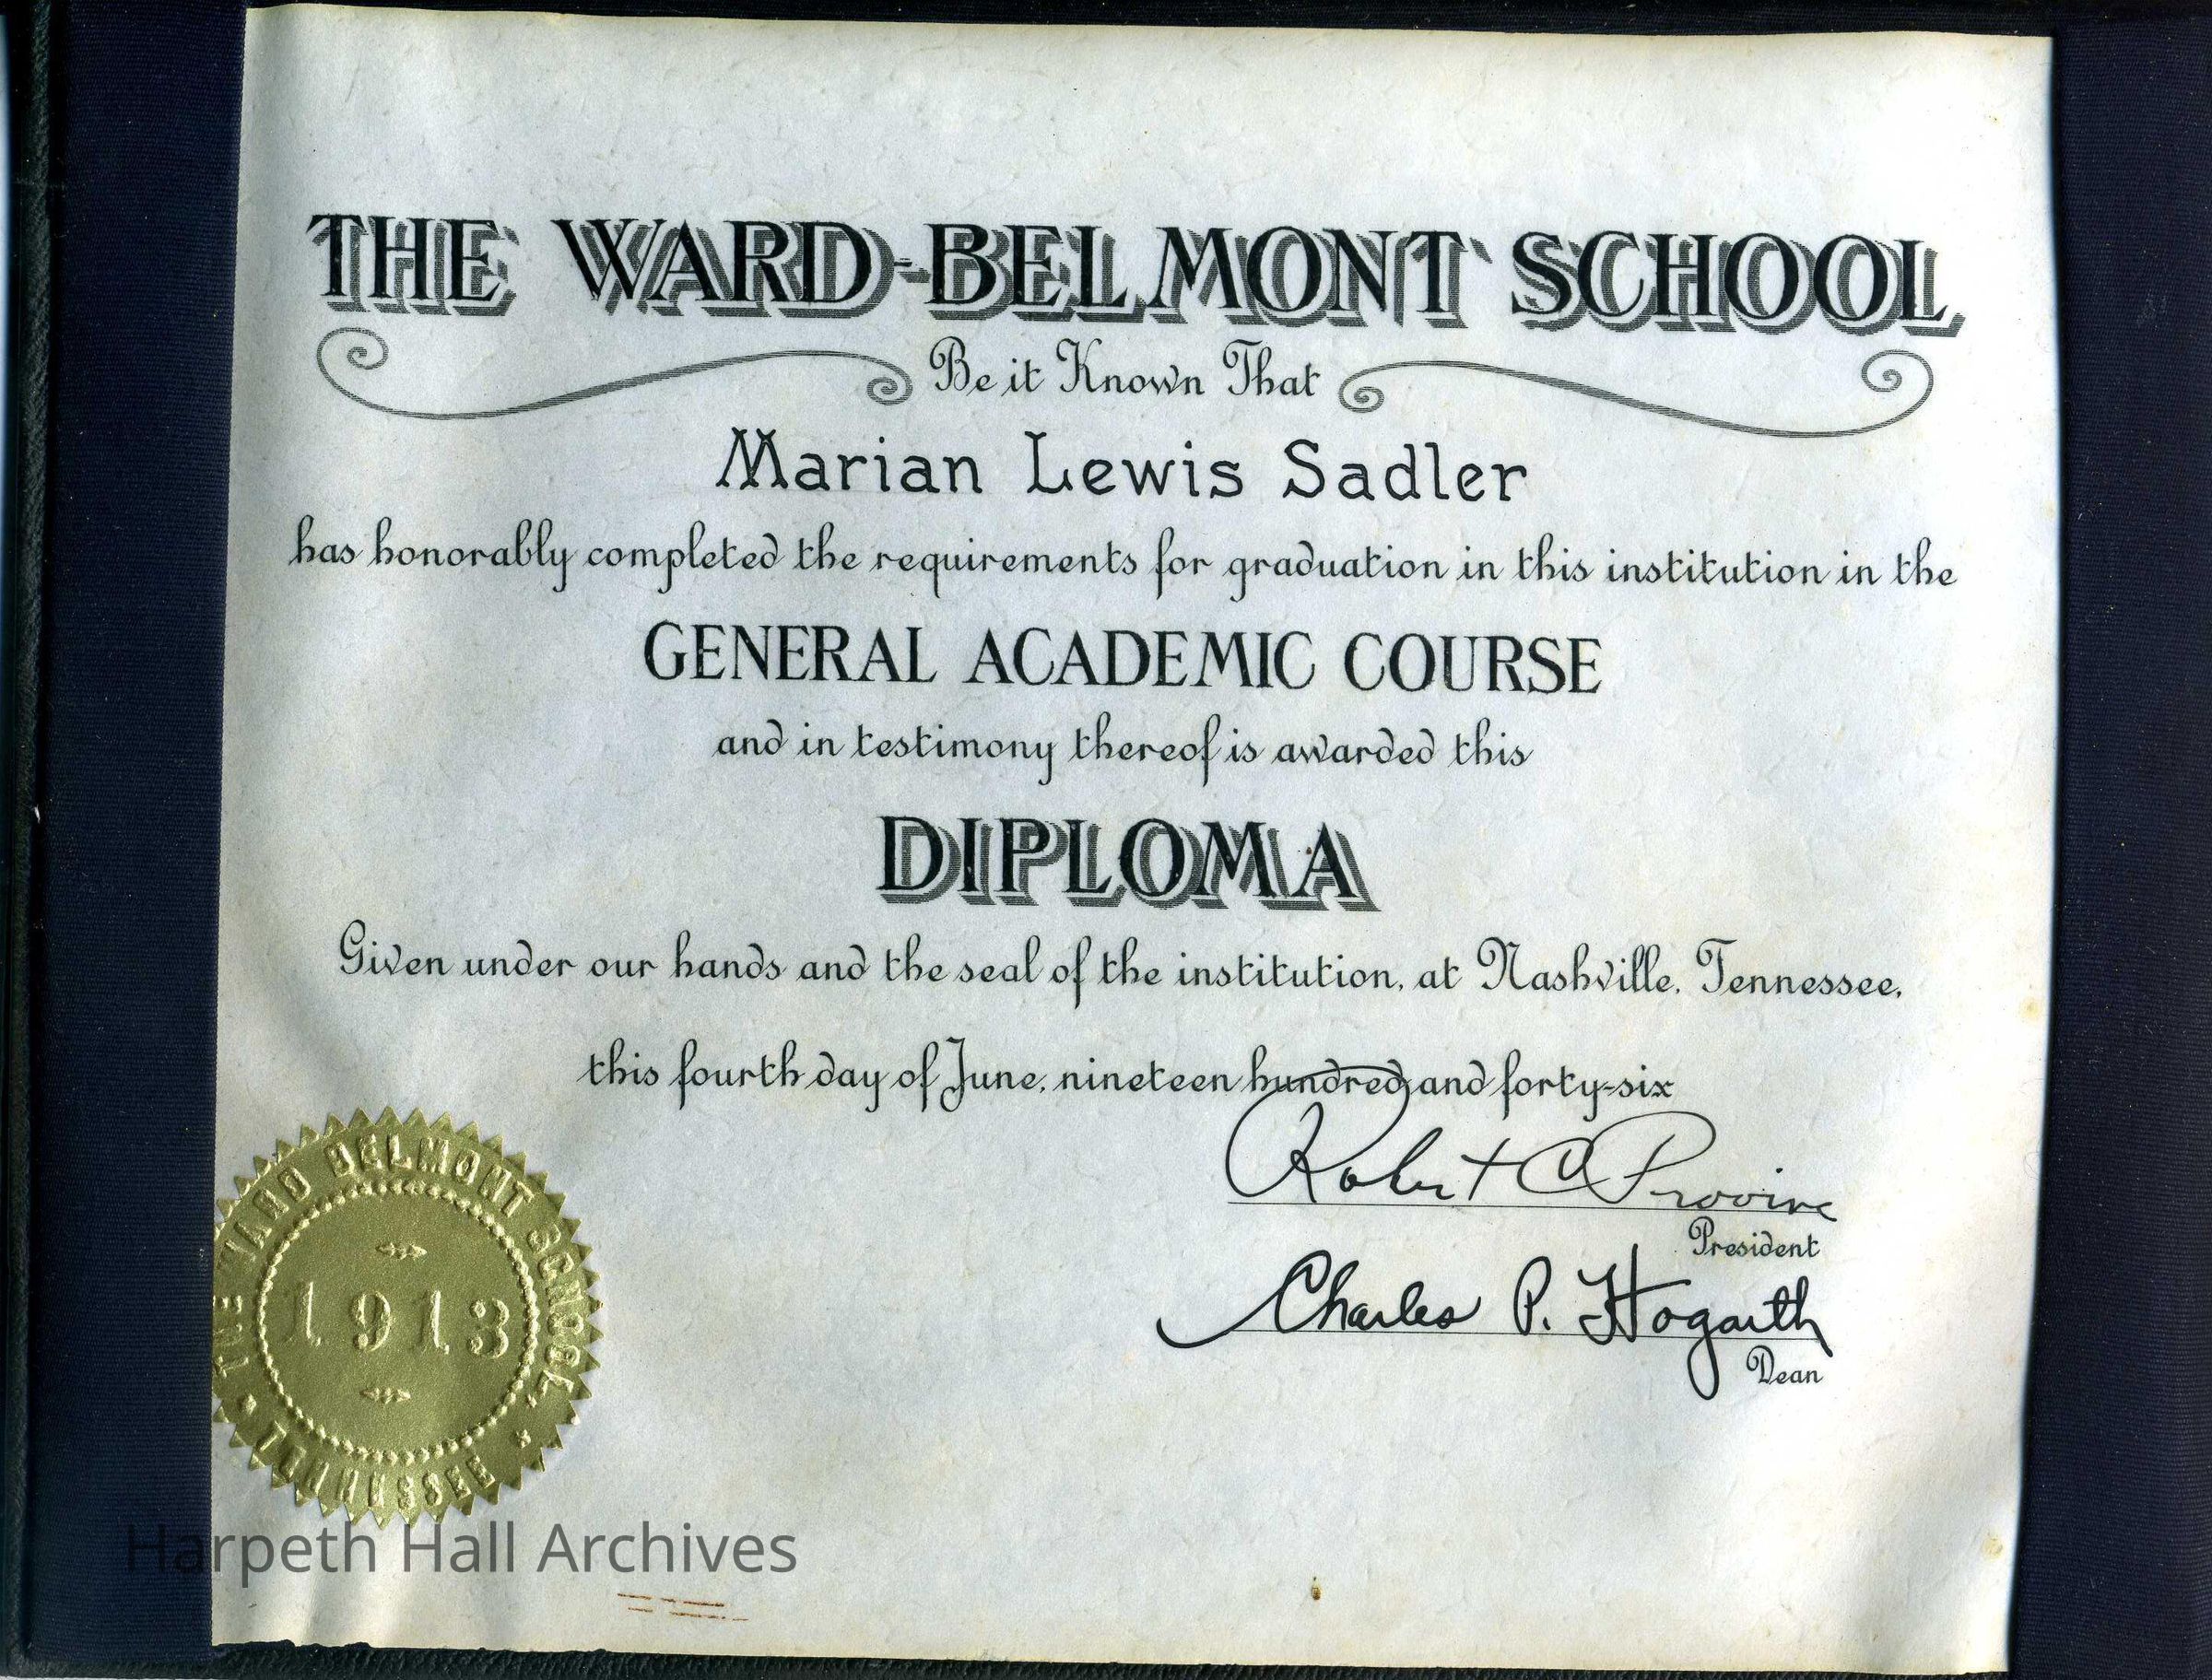 THE WARD-BELMONT SCHOOL
Be it Known That
Marian Lewis Sadler
has honorably completed the requirements for graduation in this institution in the
GENERAL ACADEMIC COURSE
and in testimony thereof is awarded this
DIPLOMA
Given under our hands and the seal of the institution, at Nashville, Tennessee,
this fourth day of June, nineteen hundred and forty-six
Robert C Provine
President
Charles P. Hogarth
Dean
THE WARD BELMONT SCHOOL
1913
TENNESSEE
Harpeth Hall Archives